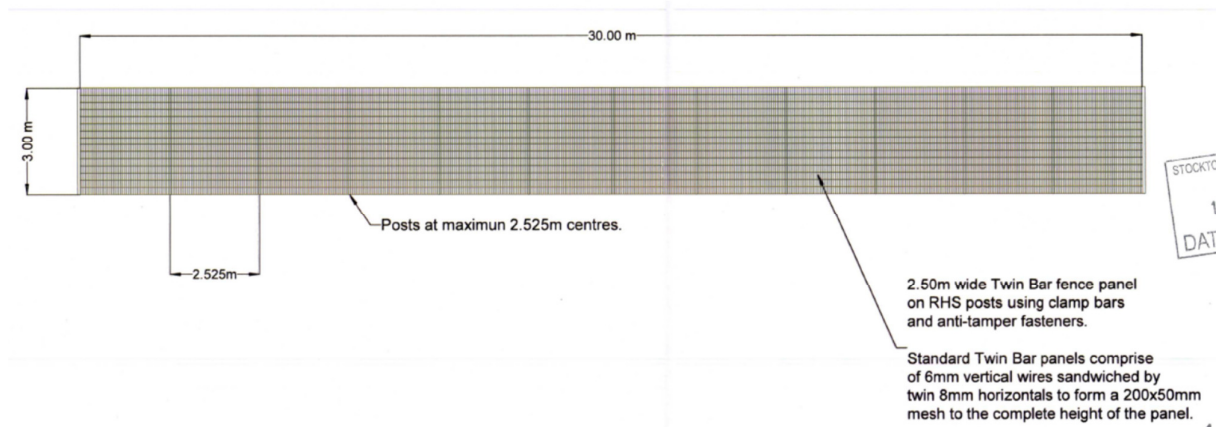 30.00 m
3.00 m
Posts at maximun 2.525m centres.
2.525m
2.50m wide Twin Bar fence panel
on RHS posts using clamp bars
and anti-tamper fasteners.
Standard Twin Bar panels comprise
of 6mm vertical wires sandwiched by
twin 8mm horizontals to form a 200x50mm
mesh to the complete height of the panel.